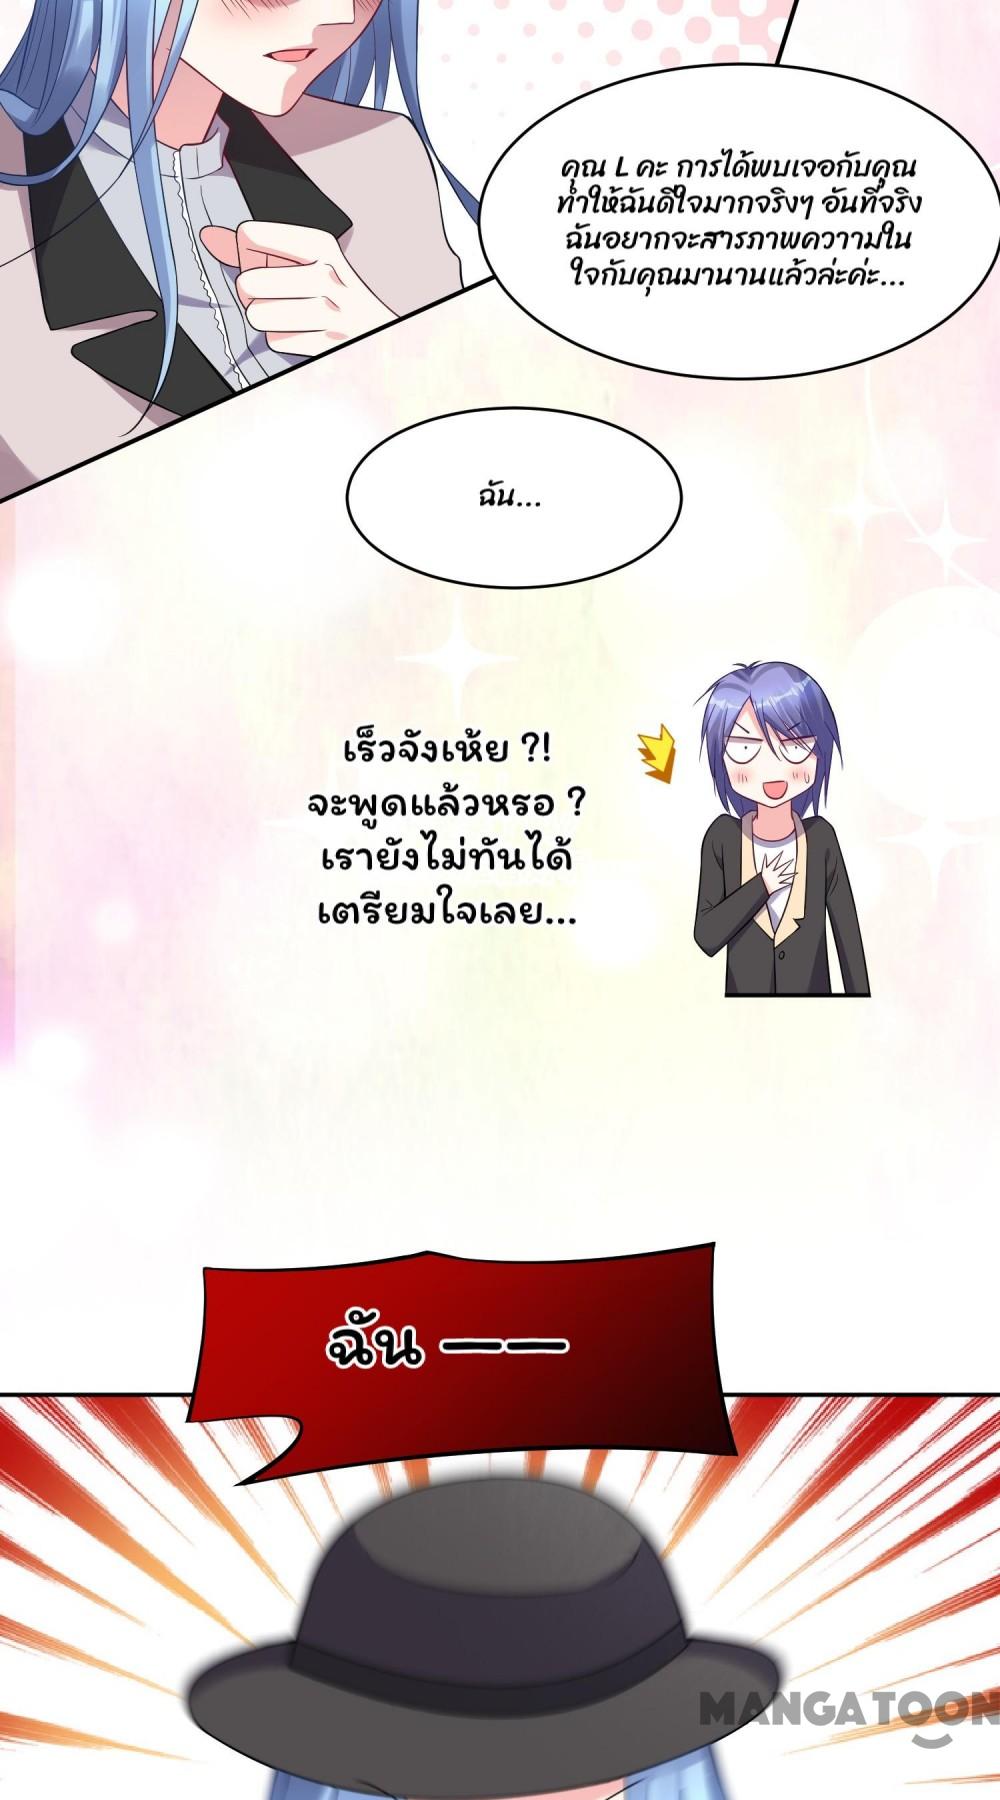 คุณ L คะ การได้พบเจอกับคุณ
ทำให้ฉันดีใจมากจริงๆ อันที่จริง
ฉันอยากจะสารภาพความาในใน
ใจกับคุณมานานแล้วล่ะค่ะ...
ฉัน...
เร็วจังเห้ย ?!
จะพูดแล้วหรอ ?
เรายังไม่ทันได้
เตรียมใจเลย...
ฉัน ——
MANGATOON